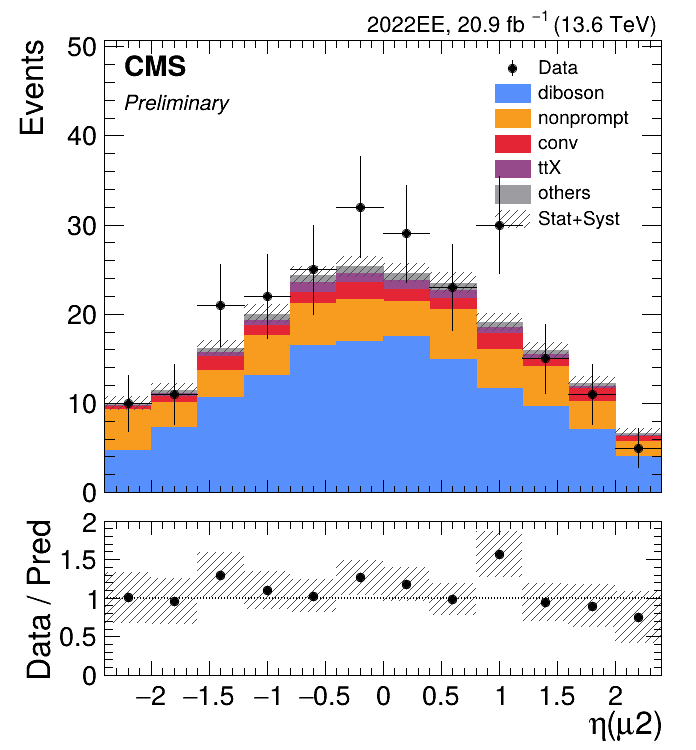 2022EE, 20.9 fb⁻¹ (13.6 TeV)
Events
50
40
30
20
10
0
CMS
Preliminary
Data
diboson
nonprompt
conv
ttX
others
Stat+Syst
Data / Pred
2
1.5
1
0.5
0
−2 −1.5 −1 −0.5 0 0.5 1 1.5 2
η(μ2)